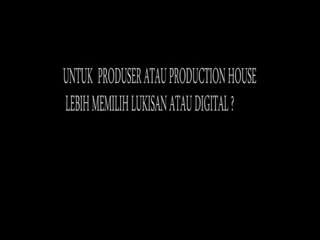 UNTUK PRODUSER ATAU PRODUCTION HOUSE
LEBIH MEMILIH LUKISAN ATAU DIGITAL ?